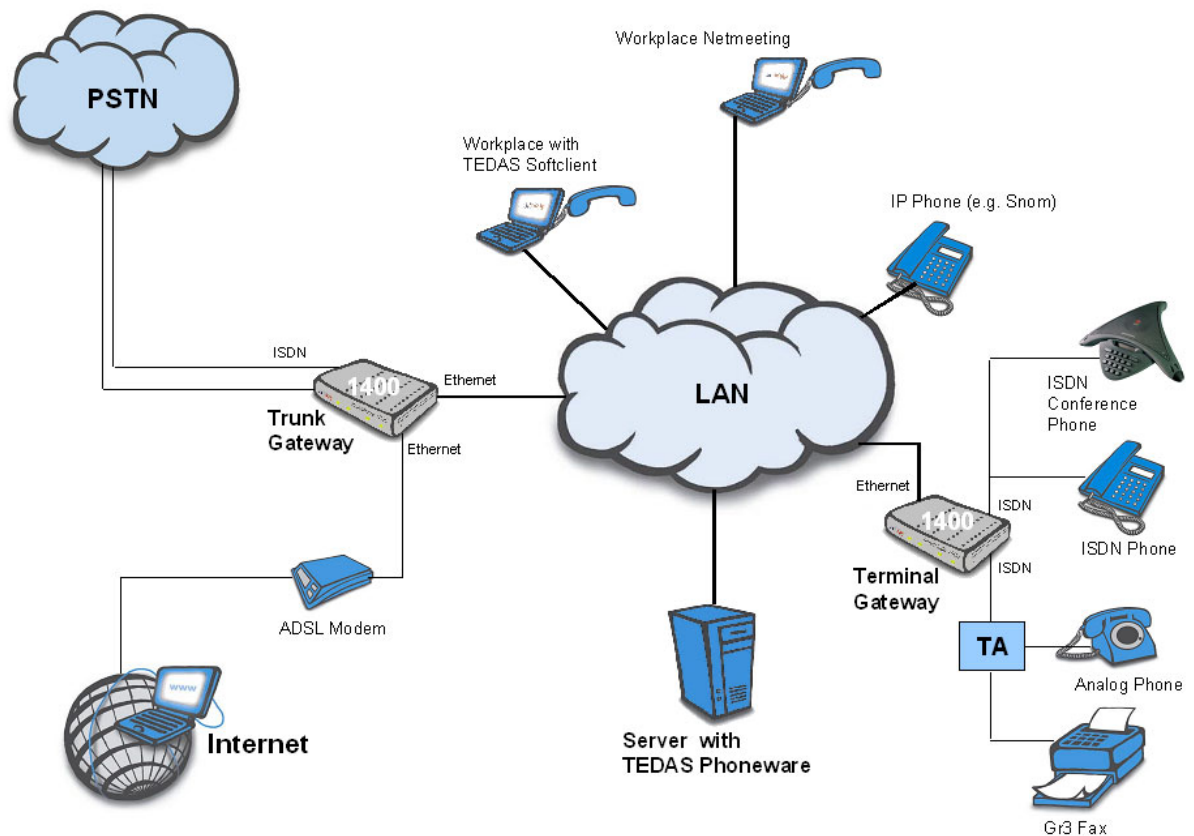 PSTN
Workplace Netmeeting
Workplace with
TEDAS Softclient
IP Phone (e.g. Snom)
ISDN
1400
Ethernet
LAN
Trunk
Gateway
Ethernet
ISDN
Conference
Phone
Ethernet
1400
ISDN
ISDN Phone
ISDN
Terminal
Gateway
ADSL Modem
TA
Analog Phone
www
Internet
Server with
TEDAS Phoneware
Gr3 Fax